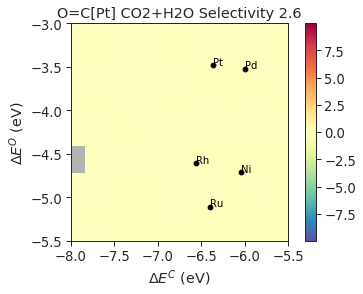 O=C[Pt] CO2+H2O Selectivity 2.6
−3.0
−3.5
−4.0
−4.5
−5.0
−5.5
ΔE^O (eV)
Pt
Pd
Rh
Ni
Ru
−8.0 −7.5 −7.0 −6.5 −6.0 −5.5
ΔE^C (eV)
7.5
5.0
2.5
0.0
−2.5
−5.0
−7.5